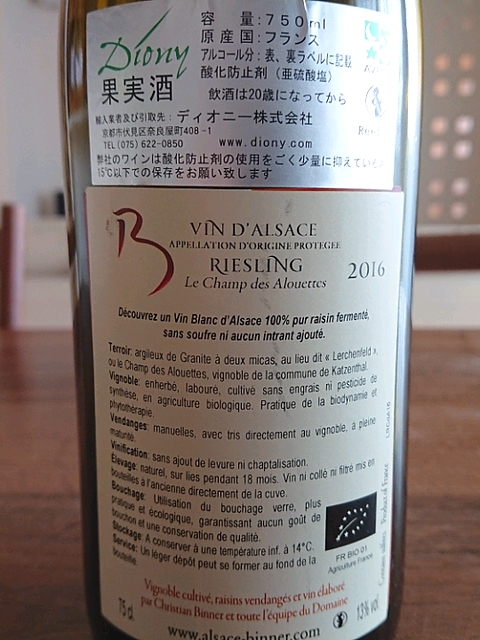 Diony
果実酒
容 量:750ml
原産国:フランス
アルコール分:表、裏ラベルに記載
酸化防止剤(亜硫酸塩)
飲酒は20歳になってから
輸入業者及び引取先:ディオニー株式会社
京都市伏見区奈良屋町408-1
TEL(075)622-0850 www.diony.com
弊社のワインは酸化防止剤の使用をごく少量に抑えている
15℃以下での保存をお願い致します
B
VIN D'ALSACE
APPELLATION D'ORIGINE PROTEGEE
RIESLING 2016
Le Champ des Alouettes
Découvrez un Vin Blanc d'Alsace 100% pur raisin fermenté,
sans soufre ni aucun intrant ajouté.
Terroir: argileux de Granite à deux micas, au lieu dit « Lerchenfeld »,
ou le Champ des Alouettes, vignoble de la commune de Katzenthal.
Vignoble: enherbé, labouré, cultivé sans engrais ni pesticide de
synthèse, en agriculture biologique. Pratique de la biodynamie et
phytothérapie.
Vendanges: manuelles, avec tris directement au vignoble, à pleine
maturité.
Vinification: sans ajout de levure ni chaptalisation.
Elevage: naturel, sur lies pendant 18 mois. Vin ni collé ni filtré mis en
bouteilles à l'ancienne directement de la cuve.
Bouchage: Utilisation du bouchage verre, plus
pratique et écologique, garantissant aucun goût de
bouchon et une conservation de qualité.
Stockage: A conserver à une température inf. à 14°C.
Service: Un léger dépôt peut se former au fond de la
bouteille.
FR BIO 01
Agriculture France
Product of France
Vignoble cultivé, raisins vendangés et vin élaboré
par Christian Binner et toute l'équipe du Domaine
75 cl.
13% vol.
www.alsace-binner.com